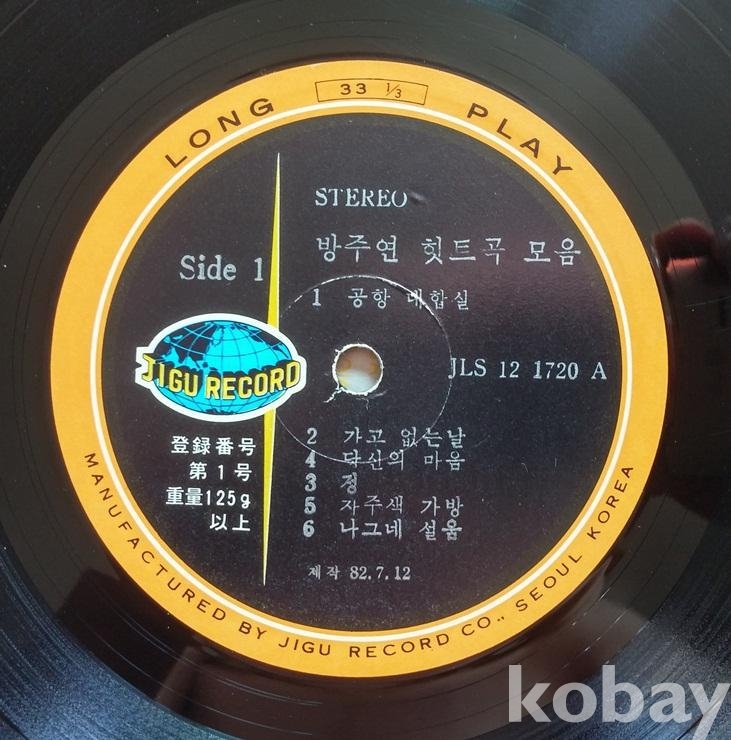 LONG 33 1/3 PLAY
STEREO
방주연 힛트곡 모음
Side 1
1 공항 대합실
JIGU RECORD
JLS 12 1720 A
登録番号
第1号
重量125g
以上
2 가고 없는날
4 당신의 마음
3 정
5 자주색 가방
6 나그네 설움
제작 82.7.12
MANUFACTURED BY JIGU RECORD CO., SEOUL KOREA
kobay